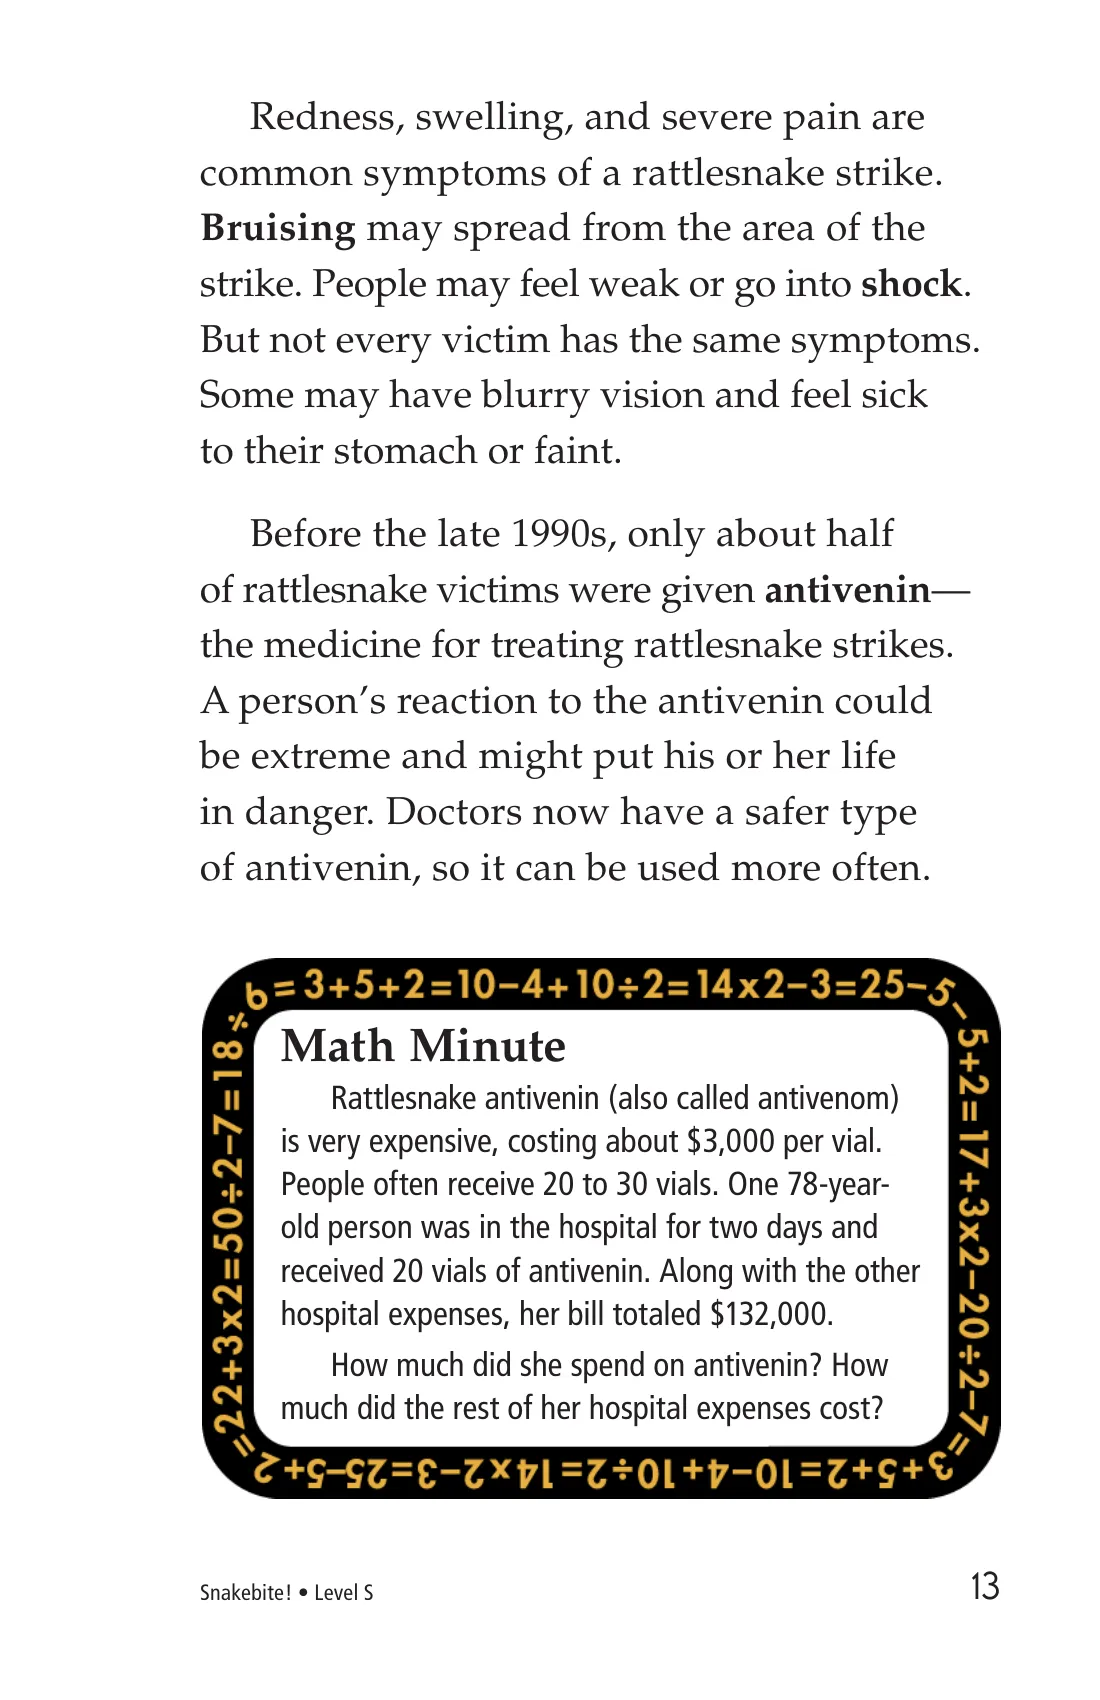 Redness, swelling, and severe pain are
common symptoms of a rattlesnake strike.
Bruising may spread from the area of the
strike. People may feel weak or go into shock.
But not every victim has the same symptoms.
Some may have blurry vision and feel sick
to their stomach or faint.
Before the late 1990s, only about half
of rattlesnake victims were given antivenin—
the medicine for treating rattlesnake strikes.
A person’s reaction to the antivenin could
be extreme and might put his or her life
in danger. Doctors now have a safer type
of antivenin, so it can be used more often.
=22+3x2=50÷2–7=18÷6=3+5+2=10–4+10÷2=14x2–3=25–5–5+2=17+3x2–20÷2–7=
Math Minute
Rattlesnake antivenin (also called antivenom)
is very expensive, costing about $3,000 per vial.
People often receive 20 to 30 vials. One 78-year-
old person was in the hospital for two days and
received 20 vials of antivenin. Along with the other
hospital expenses, her bill totaled $132,000.
How much did she spend on antivenin? How
much did the rest of her hospital expenses cost?
3+5+2=10–4+10÷2=14x2–3=25–5+2
Snakebite! • Level S
13